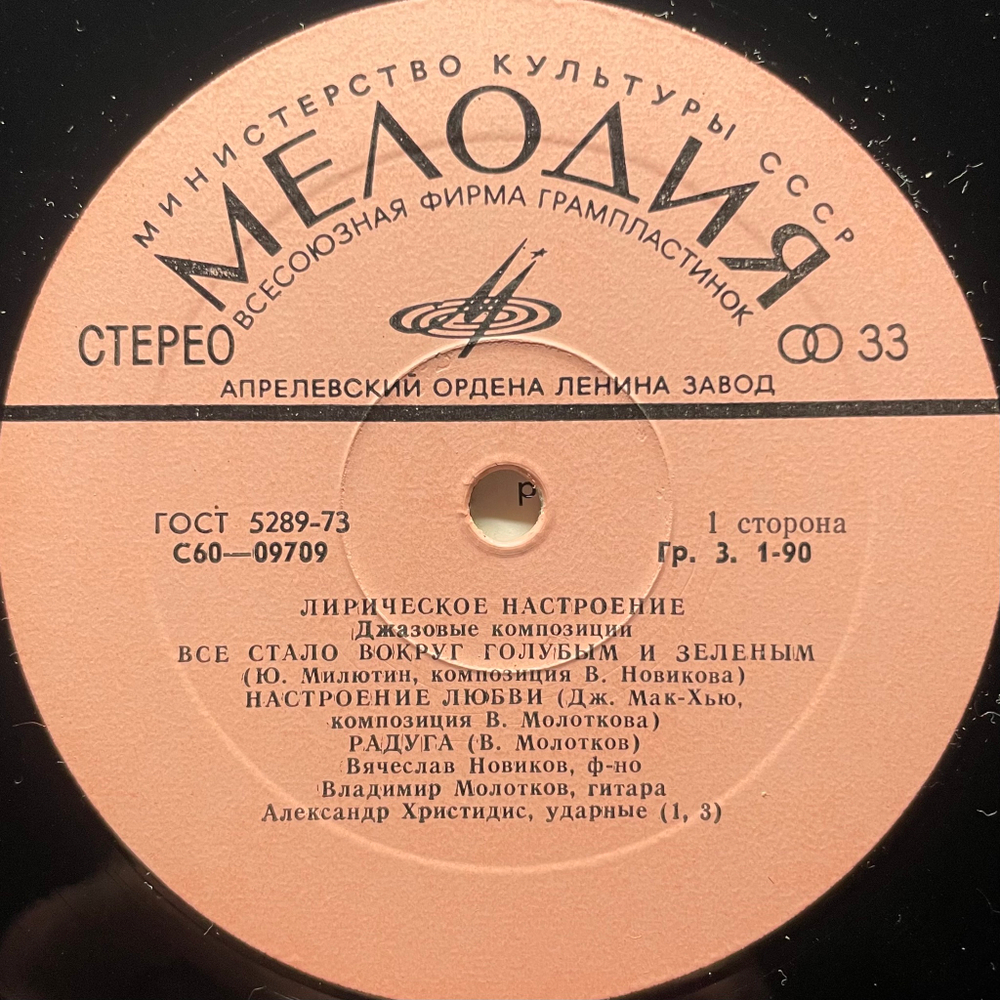 МИНИСТЕРСТВО КУЛЬТУРЫ СССР
МЕЛОДИЯ
ВСЕСОЮЗНАЯ ФИРМА ГРАМПЛАСТИНОК
СТЕРЕО
33
АПРЕЛЕВСКИЙ ОРДЕНА ЛЕНИНА ЗАВОД
р
ГОСТ 5289-73
1 сторона
С60—09709
Гр. 3. 1-90
ЛИРИЧЕСКОЕ НАСТРОЕНИЕ
Джазовые композиции
ВСЕ СТАЛО ВОКРУГ ГОЛУБЫМ И ЗЕЛЕНЫМ
(Ю. Милютин, композиция В. Новикова)
НАСТРОЕНИЕ ЛЮБВИ (Дж. Мак-Хью,
композиция В. Молоткова)
РАДУГА (В. Молотков)
Вячеслав Новиков, ф-но
Владимир Молотков, гитара
Александр Христидис, ударные (1, 3)